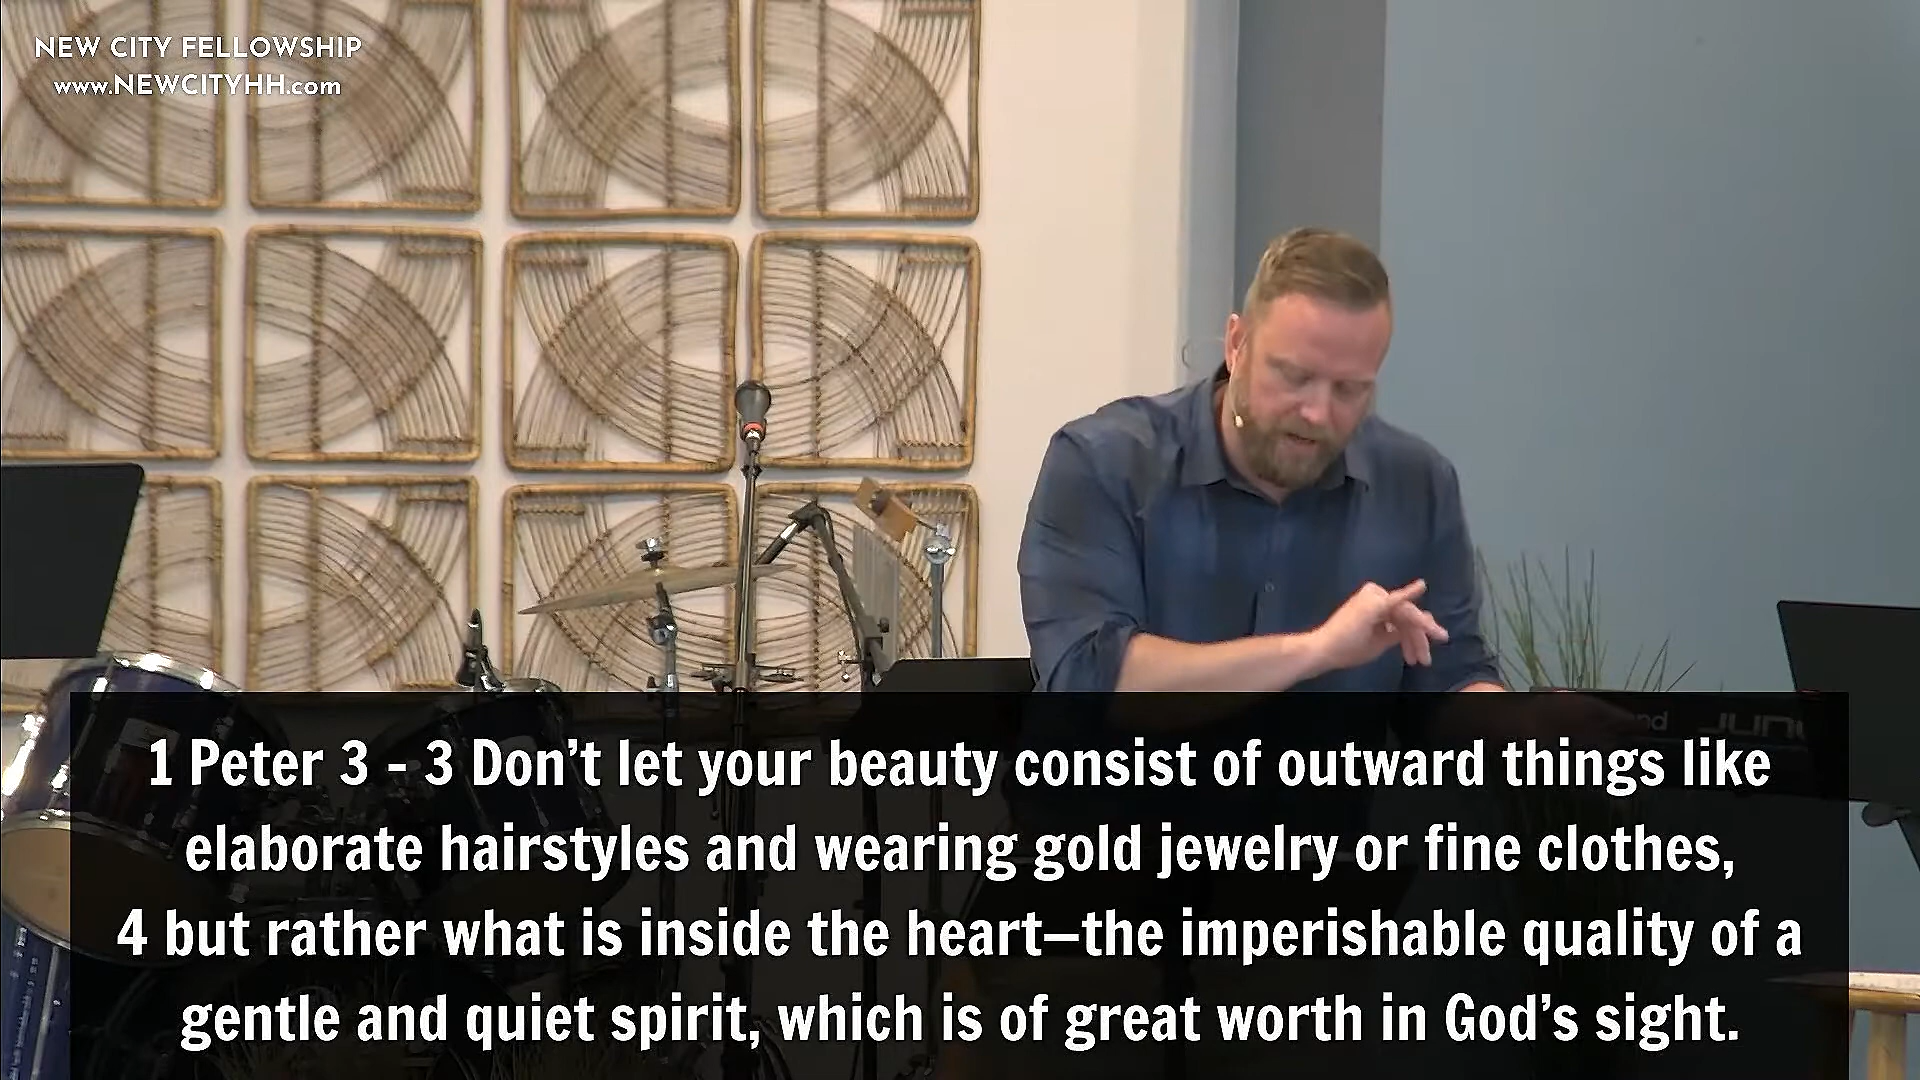 NEW CITY FELLOWSHIP
www.NEWCITYHH.com
1 Peter 3 - 3 Don’t let your beauty consist of outward things like
elaborate hairstyles and wearing gold jewelry or fine clothes,
4 but rather what is inside the heart—the imperishable quality of a
gentle and quiet spirit, which is of great worth in God’s sight.